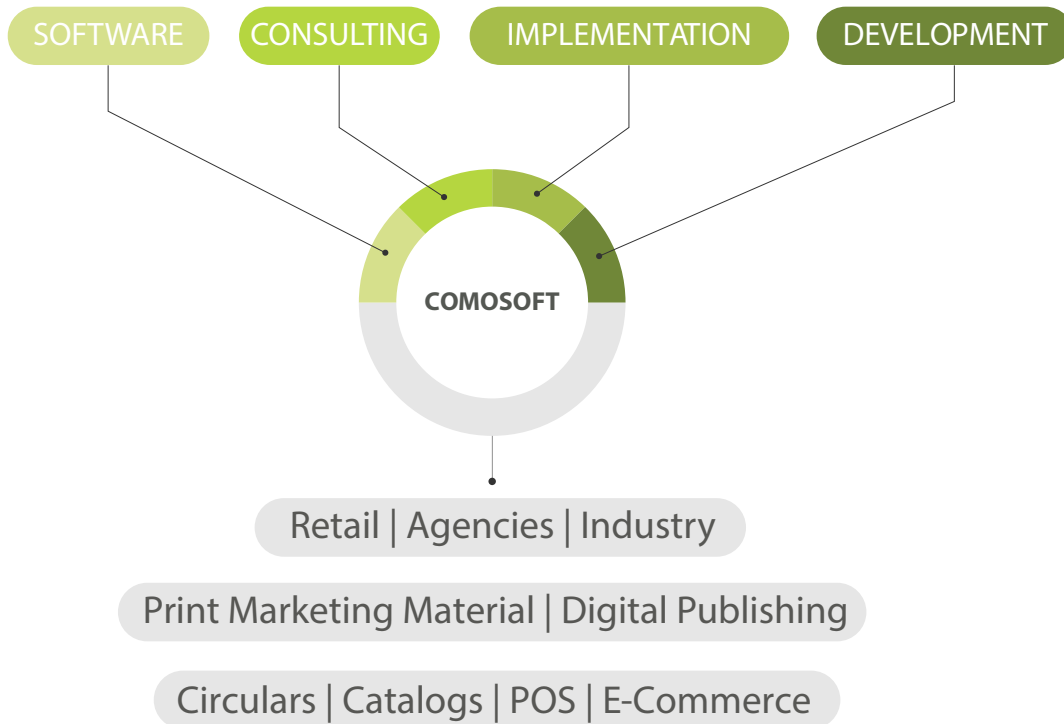 SOFTWARE
CONSULTING
IMPLEMENTATION
DEVELOPMENT
COMOSOFT
Retail | Agencies | Industry
Print Marketing Material | Digital Publishing
Circulars | Catalogs | POS | E-Commerce